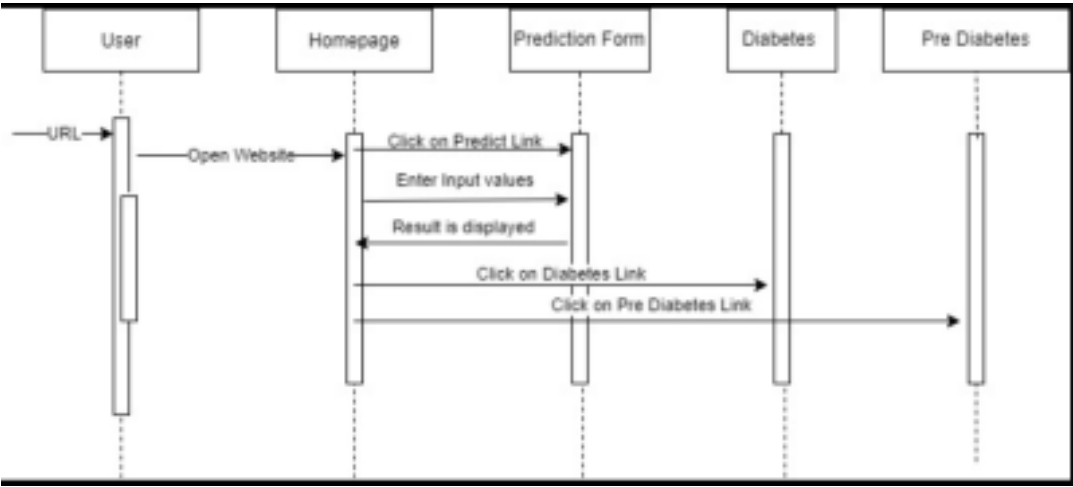 User
Homepage
Prediction Form
Diabetes
Pre Diabetes
URL
Click on Predict Link
Open Website
Enter Input values
Result is displayed
Click on Diabetes Link
Click on Pre Diabetes Link